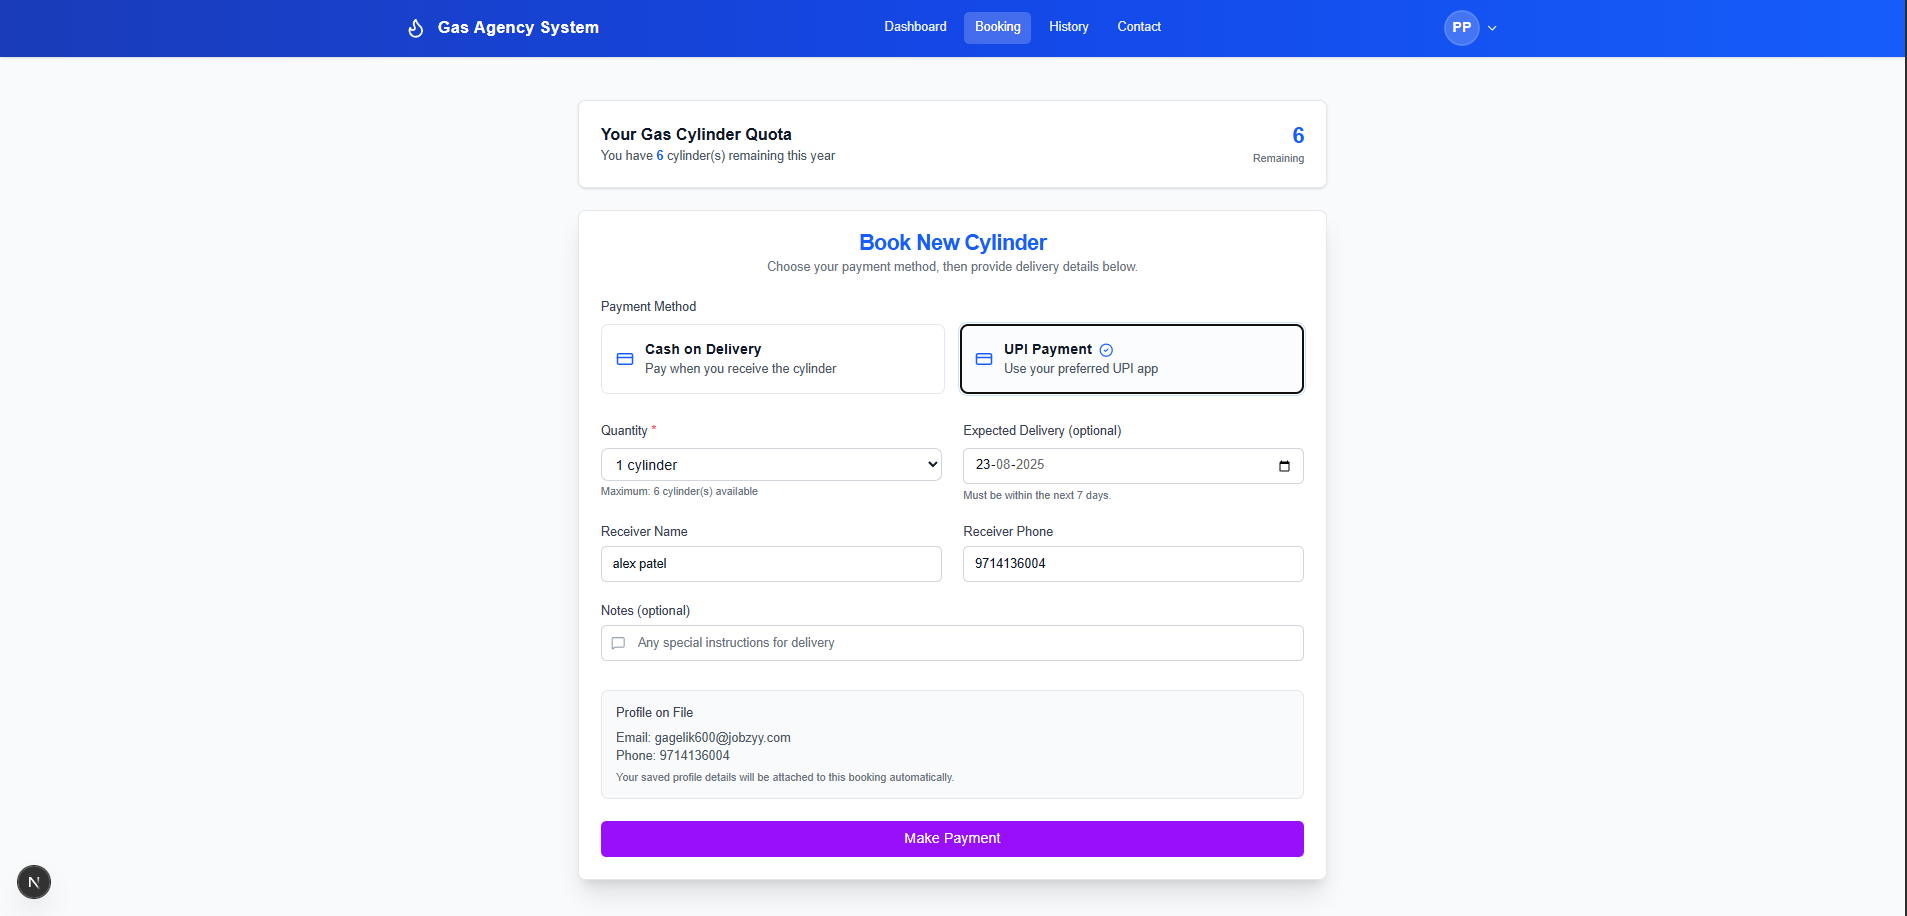 Gas Agency System
Dashboard
Booking
History
Contact
PP
Your Gas Cylinder Quota
You have 6 cylinder(s) remaining this year
6
Remaining
Book New Cylinder
Choose your payment method, then provide delivery details below.
Payment Method
Cash on Delivery
Pay when you receive the cylinder
UPI Payment
Use your preferred UPI app
Quantity *
1 cylinder
Maximum: 6 cylinder(s) available
Expected Delivery (optional)
23-08-2025
Must be within the next 7 days.
Receiver Name
alex patel
Receiver Phone
9714136004
Notes (optional)
Any special instructions for delivery
Profile on File
Email: gagelik600@jobzyy.com
Phone: 9714136004
Your saved profile details will be attached to this booking automatically.
Make Payment
N